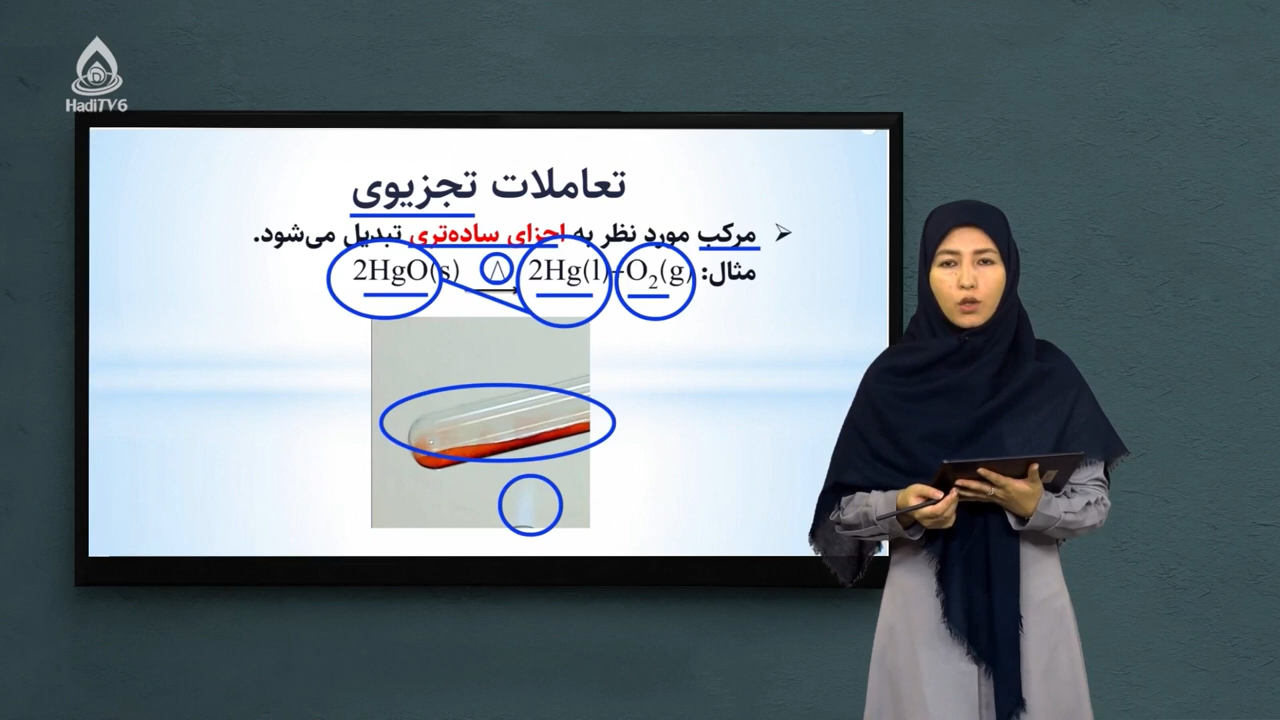 HadiTV6
تعاملات تجزیوی
مرکب مورد نظر به اجزای ساده‌تری تبدیل می‌شود.
مثال: 2HgO(s) △→ 2Hg(l)+O₂(g)